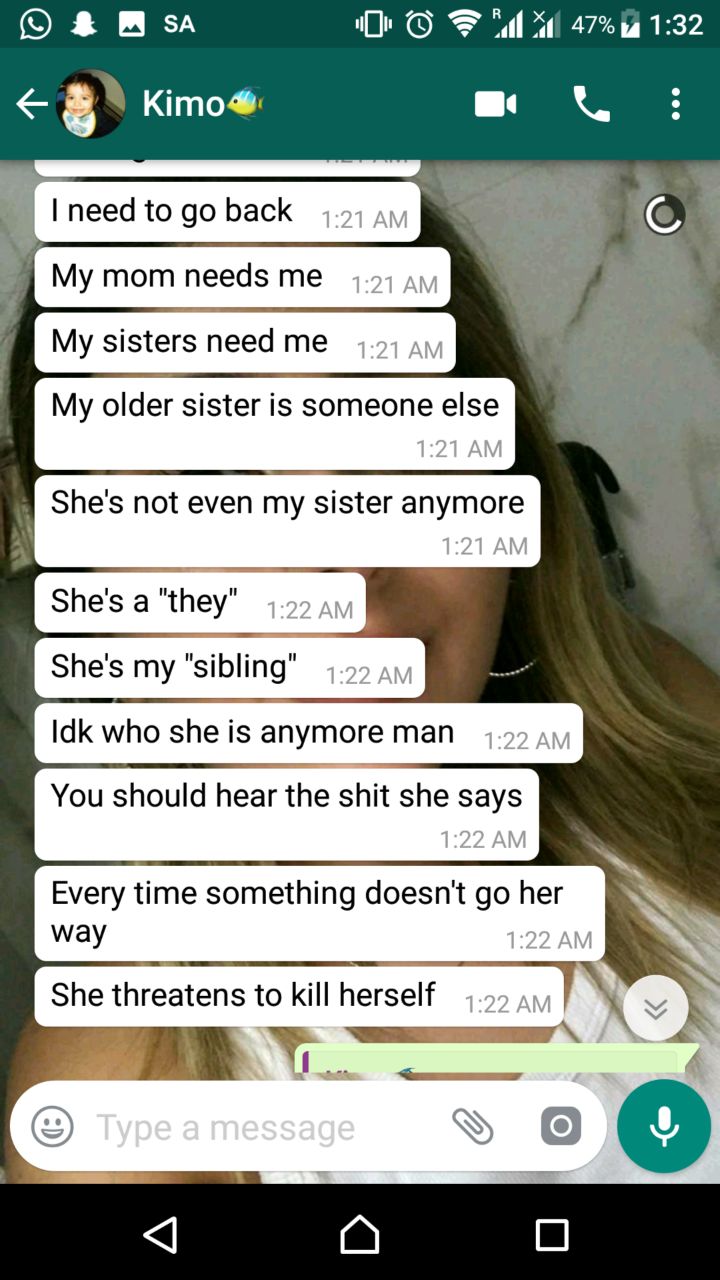 SA R 47% 1:32
Kimo
1:21 AM
I need to go back 1:21 AM
My mom needs me 1:21 AM
My sisters need me 1:21 AM
My older sister is someone else
1:21 AM
She's not even my sister anymore
1:21 AM
She's a "they" 1:22 AM
She's my "sibling" 1:22 AM
Idk who she is anymore man 1:22 AM
You should hear the shit she says
1:22 AM
Every time something doesn't go her
way 1:22 AM
She threatens to kill herself 1:22 AM
Type a message